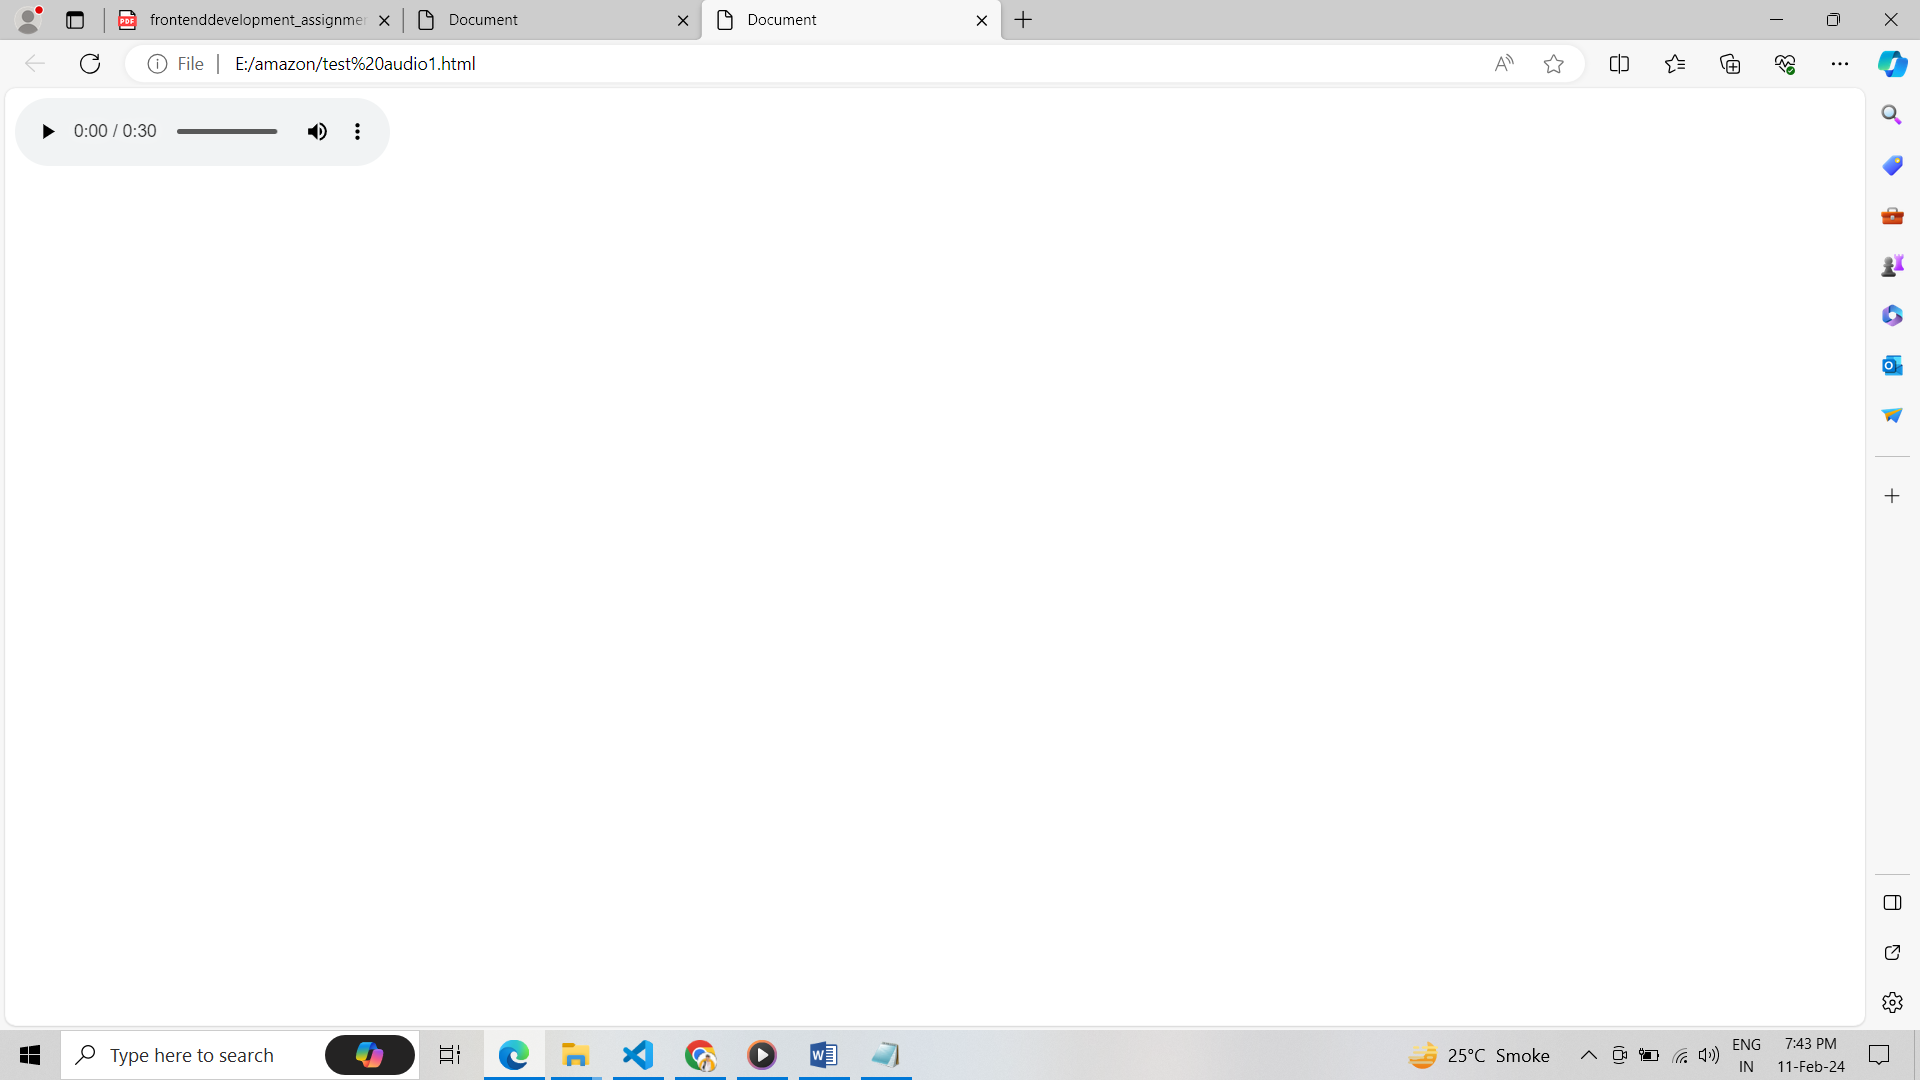 frontenddevelopment_assignmer
Document
Document
File
E:/amazon/test%20audio1.html
0:00 / 0:30
Type here to search
25°C Smoke
ENG
IN
7:43 PM
11-Feb-24